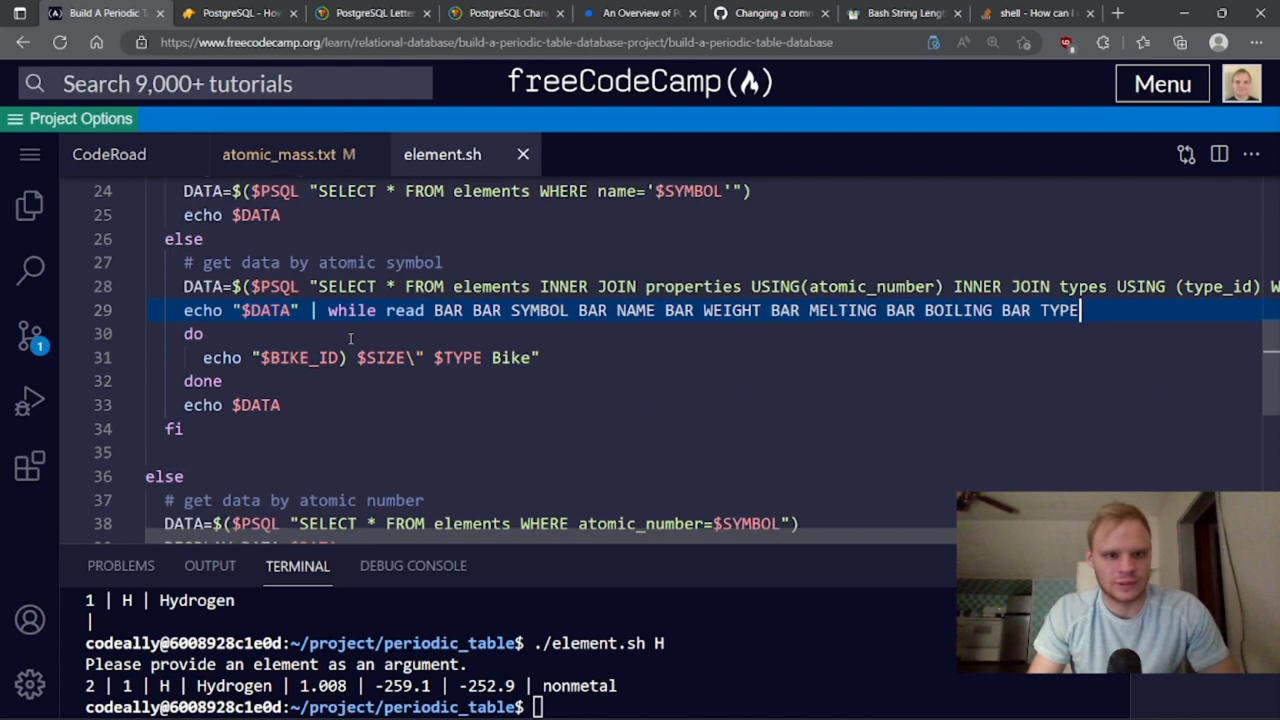 Build A Periodic T
PostgreSQL - Hov
PostgreSQL Lette
PostgreSQL Chan
An Overview of P
Changing a comm
Bash String Leng
shell - How can I
https://www.freecodecamp.org/learn/relational-database/build-a-periodic-table-database-project/build-a-periodic-table-database
Search 9,000+ tutorials
freeCodeCamp
Menu
Project Options
CodeRoad
atomic_mass.txt M
element.sh
24 DATA=$($PSQL "SELECT * FROM elements WHERE name='$SYMBOL'")
25 echo $DATA
26 else
27 # get data by atomic symbol
28 DATA=$($PSQL "SELECT * FROM elements INNER JOIN properties USING(atomic_number) INNER JOIN types USING (type_id) W
29 echo "$DATA" | while read BAR BAR SYMBOL BAR NAME BAR WEIGHT BAR MELTING BAR BOILING BAR TYPE
30 do
31 echo "$BIKE_ID) $SIZE\" $TYPE Bike"
32 done
33 echo $DATA
34 fi
35
36 else
37 # get data by atomic number
38 DATA=$($PSQL "SELECT * FROM elements WHERE atomic_number=$SYMBOL")
1
PROBLEMS OUTPUT TERMINAL DEBUG CONSOLE
1 | H | Hydrogen
|
codeally@6008928c1e0d:~/project/periodic_table$ ./element.sh H
Please provide an element as an argument.
2 | 1 | H | Hydrogen | 1.008 | -259.1 | -252.9 | nonmetal
codeally@6008928c1e0d:~/project/periodic_table$